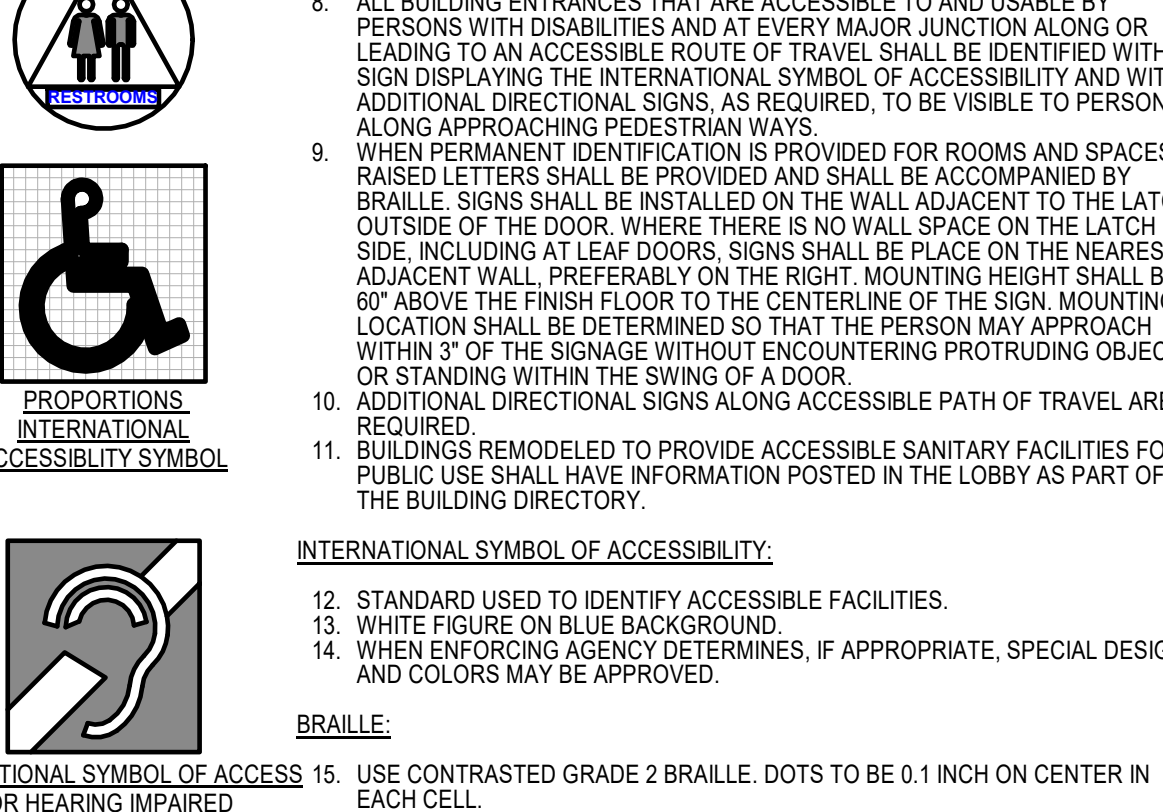 RESTROOMS
PROPORTIONS
INTERNATIONAL
CCESSIBLITY SYMBOL
TIONAL SYMBOL OF ACCESS
OR HEARING IMPAIRED
8. ALL BUILDING ENTRANCES THAT ARE ACCESSIBLE TO AND USABLE BY
PERSONS WITH DISABILITIES AND AT EVERY MAJOR JUNCTION ALONG OR
LEADING TO AN ACCESSIBLE ROUTE OF TRAVEL SHALL BE IDENTIFIED WITH
SIGN DISPLAYING THE INTERNATIONAL SYMBOL OF ACCESSIBILITY AND WIT
ADDITIONAL DIRECTIONAL SIGNS, AS REQUIRED, TO BE VISIBLE TO PERSON
ALONG APPROACHING PEDESTRIAN WAYS.
9. WHEN PERMANENT IDENTIFICATION IS PROVIDED FOR ROOMS AND SPACES
RAISED LETTERS SHALL BE PROVIDED AND SHALL BE ACCOMPANIED BY
BRAILLE. SIGNS SHALL BE INSTALLED ON THE WALL ADJACENT TO THE LATC
OUTSIDE OF THE DOOR. WHERE THERE IS NO WALL SPACE ON THE LATCH
SIDE, INCLUDING AT LEAF DOORS, SIGNS SHALL BE PLACE ON THE NEARES
ADJACENT WALL, PREFERABLY ON THE RIGHT. MOUNTING HEIGHT SHALL B
60" ABOVE THE FINISH FLOOR TO THE CENTERLINE OF THE SIGN. MOUNTING
LOCATION SHALL BE DETERMINED SO THAT THE PERSON MAY APPROACH
WITHIN 3" OF THE SIGNAGE WITHOUT ENCOUNTERING PROTRUDING OBJEC
OR STANDING WITHIN THE SWING OF A DOOR.
10. ADDITIONAL DIRECTIONAL SIGNS ALONG ACCESSIBLE PATH OF TRAVEL ARE
REQUIRED.
11. BUILDINGS REMODELED TO PROVIDE ACCESSIBLE SANITARY FACILITIES FO
PUBLIC USE SHALL HAVE INFORMATION POSTED IN THE LOBBY AS PART OF
THE BUILDING DIRECTORY.
INTERNATIONAL SYMBOL OF ACCESSIBILITY:
12. STANDARD USED TO IDENTIFY ACCESSIBLE FACILITIES.
13. WHITE FIGURE ON BLUE BACKGROUND.
14. WHEN ENFORCING AGENCY DETERMINES, IF APPROPRIATE, SPECIAL DESIG
AND COLORS MAY BE APPROVED.
BRAILLE:
15. USE CONTRASTED GRADE 2 BRAILLE. DOTS TO BE 0.1 INCH ON CENTER IN
EACH CELL.